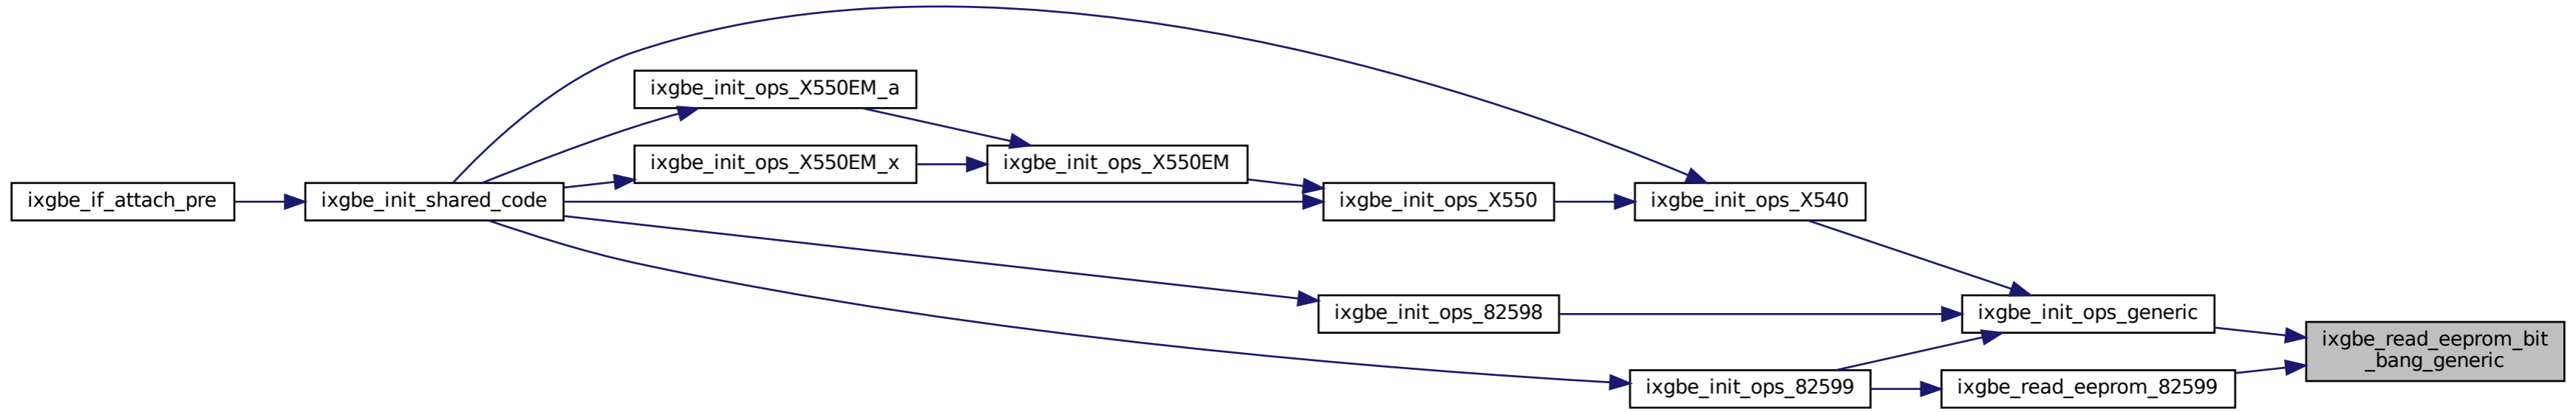 ixgbe_init_ops_X550EM_a
ixgbe_init_ops_X550EM_x
ixgbe_init_ops_X550EM
ixgbe_if_attach_pre
ixgbe_init_shared_code
ixgbe_init_ops_X550
ixgbe_init_ops_X540
ixgbe_init_ops_82598
ixgbe_init_ops_generic
ixgbe_read_eeprom_bit
_bang_generic
ixgbe_init_ops_82599
ixgbe_read_eeprom_82599